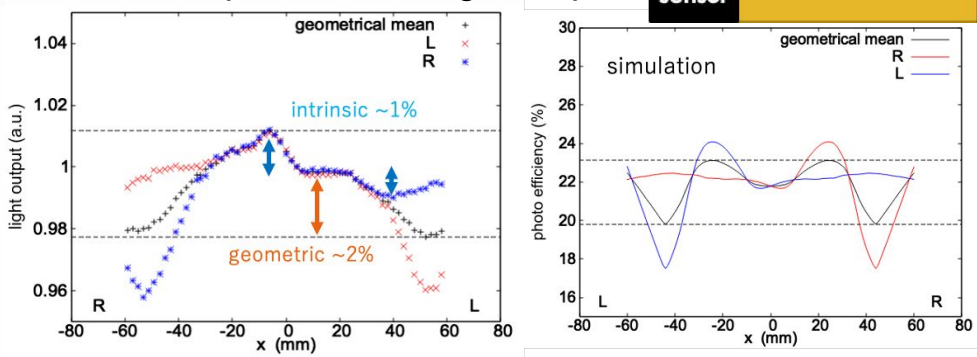 sensor
geometrical mean
L
R
intrinsic ~1%
geometric ~2%
light output (a.u.)
1.04
1.02
1
0.98
0.96
R
L
-80 -60 -40 -20 0 20 40 60 80
x (mm)
simulation
geometrical mean
R
L
photo efficiency (%)
30
28
26
24
22
20
18
16
L
R
-80 -60 -40 -20 0 20 40 60 80
x (mm)